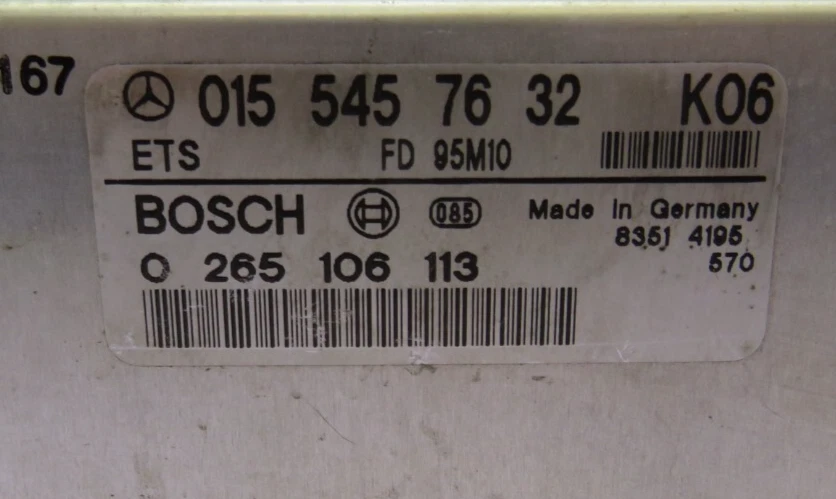 167
015 545 76 32 K06
ETS FD 95M10
BOSCH 085 Made in Germany
8351 4195
0 265 106 113 570